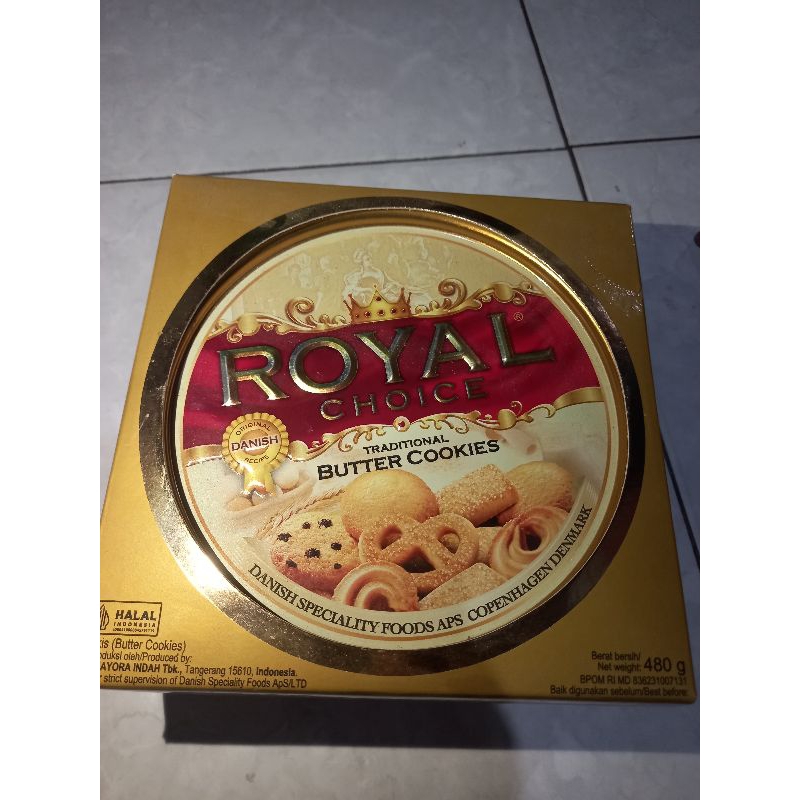 ROYAL®
CHOICE
ORIGINAL
DANISH
RECIPE
TRADITIONAL
BUTTER COOKIES
DANISH SPECIALITY FOODS APS COPENHAGEN DENMARK
HALAL
INDONESIA
(Butter Cookies)
Produced by:
AYORA INDAH Tbk., Tangerang 15610, Indonesia.
strict supervision of Danish Speciality Foods ApS/LTD
Berat bersih/
Net weight: 480 g
BPOM RI MD 836231007131
Baik digunakan sebelum/Best before: